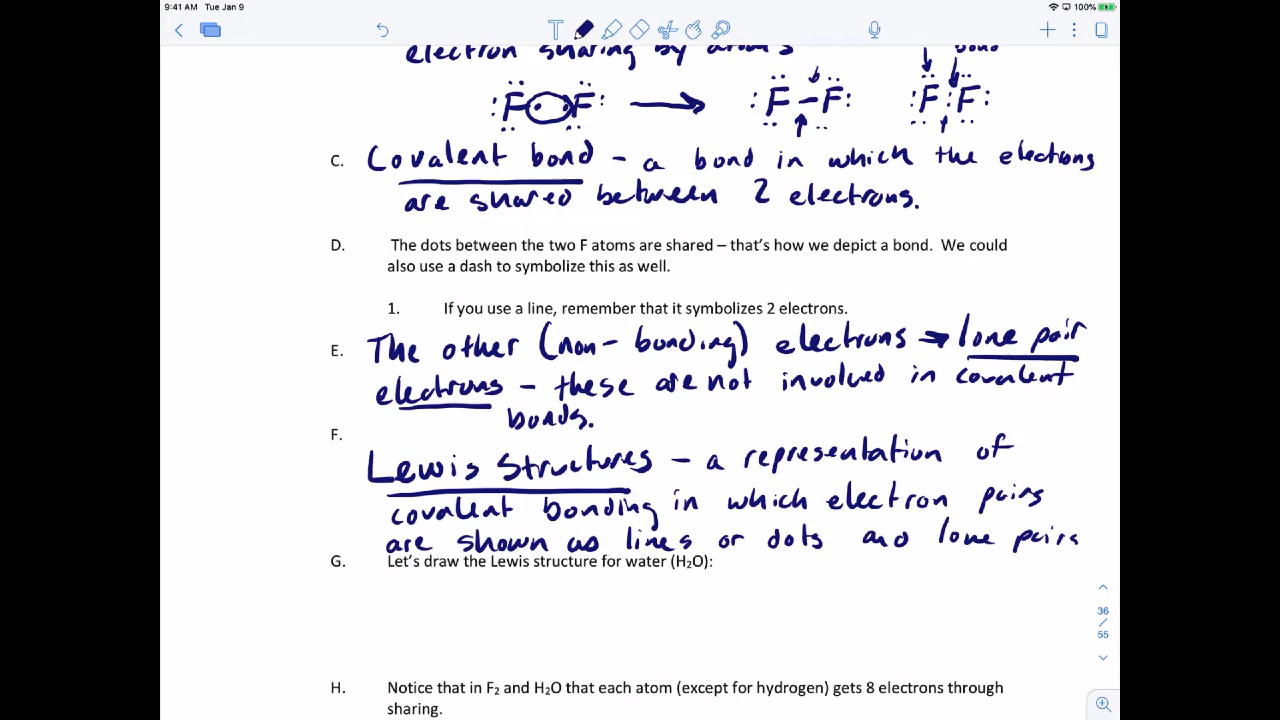 9:41 AM Tue Jan 9
100%
T
electron sharing by atoms
bond
:F F: → :F – F: :F : F:
C. Covalent bond – a bond in which the electrons
are shared between 2 electrons.
D. The dots between the two F atoms are shared – that's how we depict a bond. We could
also use a dash to symbolize this as well.
1. If you use a line, remember that it symbolizes 2 electrons.
E. The other (non-bonding) electrons → lone pair
electrons – these are not involved in covalent
bonds.
F.
Lewis Structures – a representation of
covalent bonding in which electron pairs
are shown as lines or dots and lone pairs
G. Let's draw the Lewis structure for water (H₂O):
36
/
55
H. Notice that in F₂ and H₂O that each atom (except for hydrogen) gets 8 electrons through
sharing.